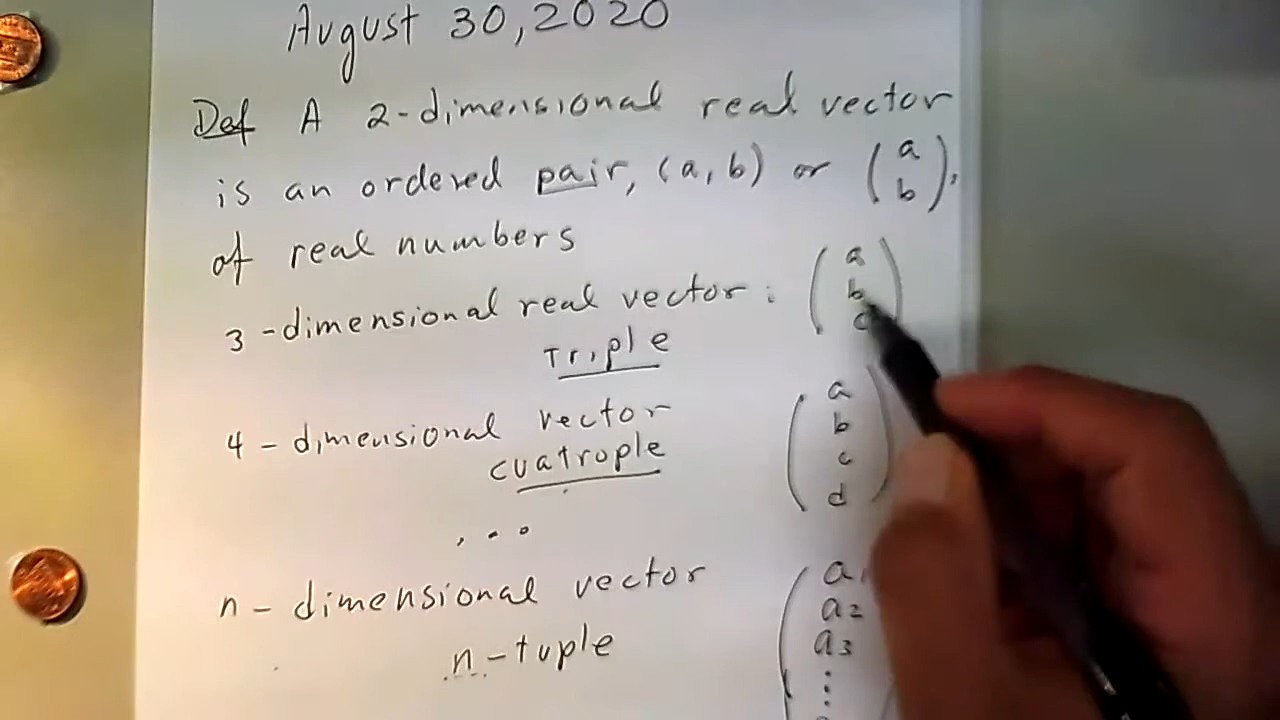 August 30, 2020
Def A 2-dimensional real vector
is an ordered pair, (a, b) or (a b),
of real numbers
3-dimensional real vector: (a b c)
Triple
4-dimensional vector (a b c d)
cuatrople
...
n-dimensional vector (a1 a2 a3 ⋮
n-tuple